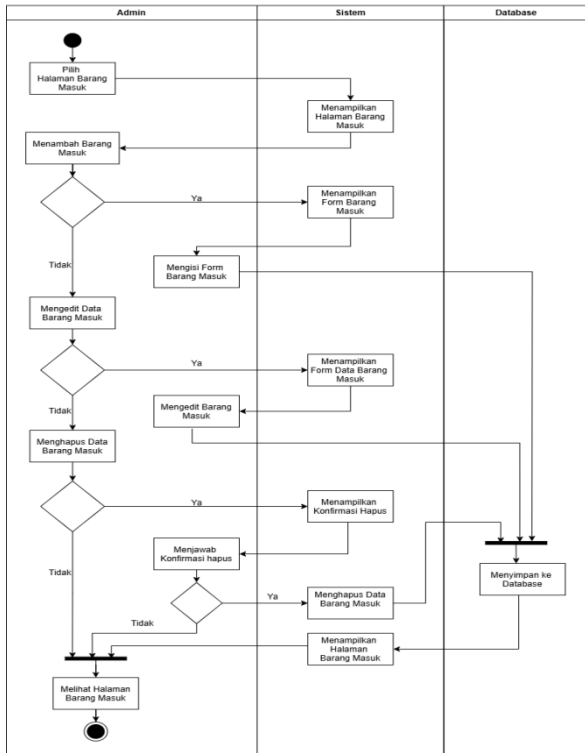 Admin
Sistem
Database
Pilih
Halaman Barang
Masuk
Menampilkan
Halaman Barang
Masuk
Menambah Barang
Masuk
Ya
Menampilkan
Form Barang
Masuk
Tidak
Mengisi Form
Barang Masuk
Mengedit Data
Barang Masuk
Ya
Menampilkan
Form Data Barang
Masuk
Tidak
Mengedit Barang
Masuk
Menghapus Data
Barang Masuk
Ya
Menampilkan
Konfirmasi Hapus
Menjawab
Konfirmasi hapus
Tidak
Ya
Menghapus Data
Barang Masuk
Menyimpan ke
Database
Tidak
Menampilkan
Halaman
Barang Masuk
Melihat Halaman
Barang Masuk